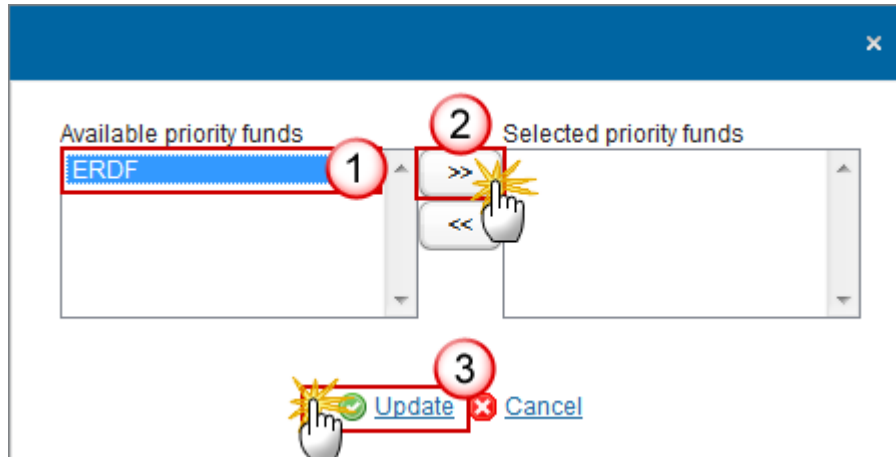 ×
Available priority funds 2 Selected priority funds
ERDF 1 >>
<<
3
Update Cancel